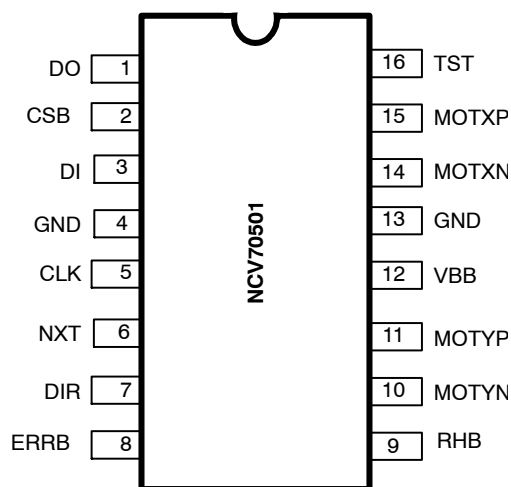 DO 1
CSB 2
DI 3
GND 4
CLK 5
NXT 6
DIR 7
ERRB 8
NCV70501
16 TST
15 MOTXP
14 MOTXN
13 GND
12 VBB
11 MOTYP
10 MOTYN
9 RHB